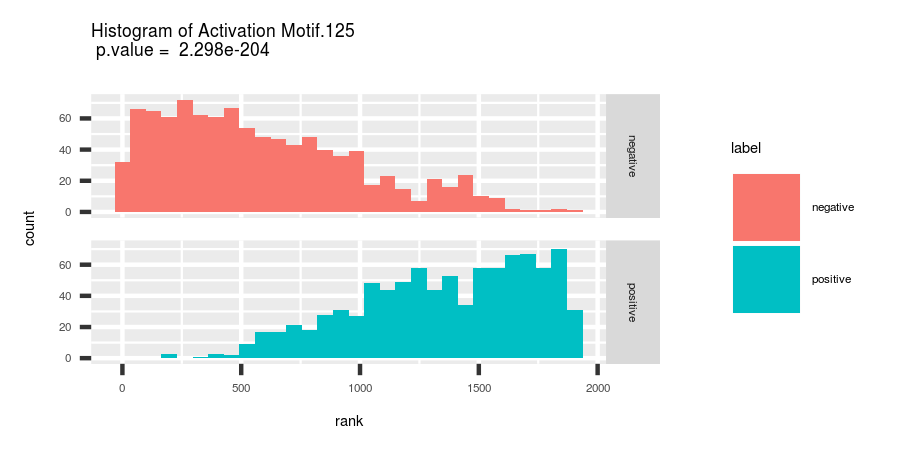 Histogram of Activation Motif.125
p.value = 2.298e-204
count
60
40
20
0
negative
60
40
20
0
positive
0 500 1000 1500 2000
rank
label
negative
positive